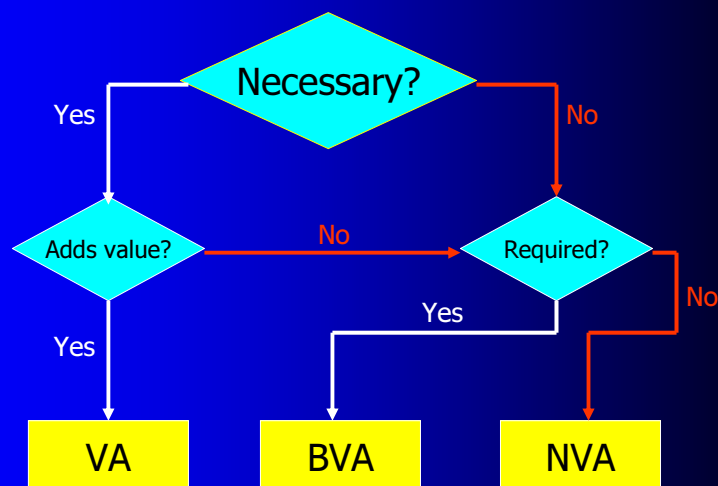 Necessary?
Yes
No
Adds value?
No
Required?
Yes
No
Yes
VA
BVA
NVA